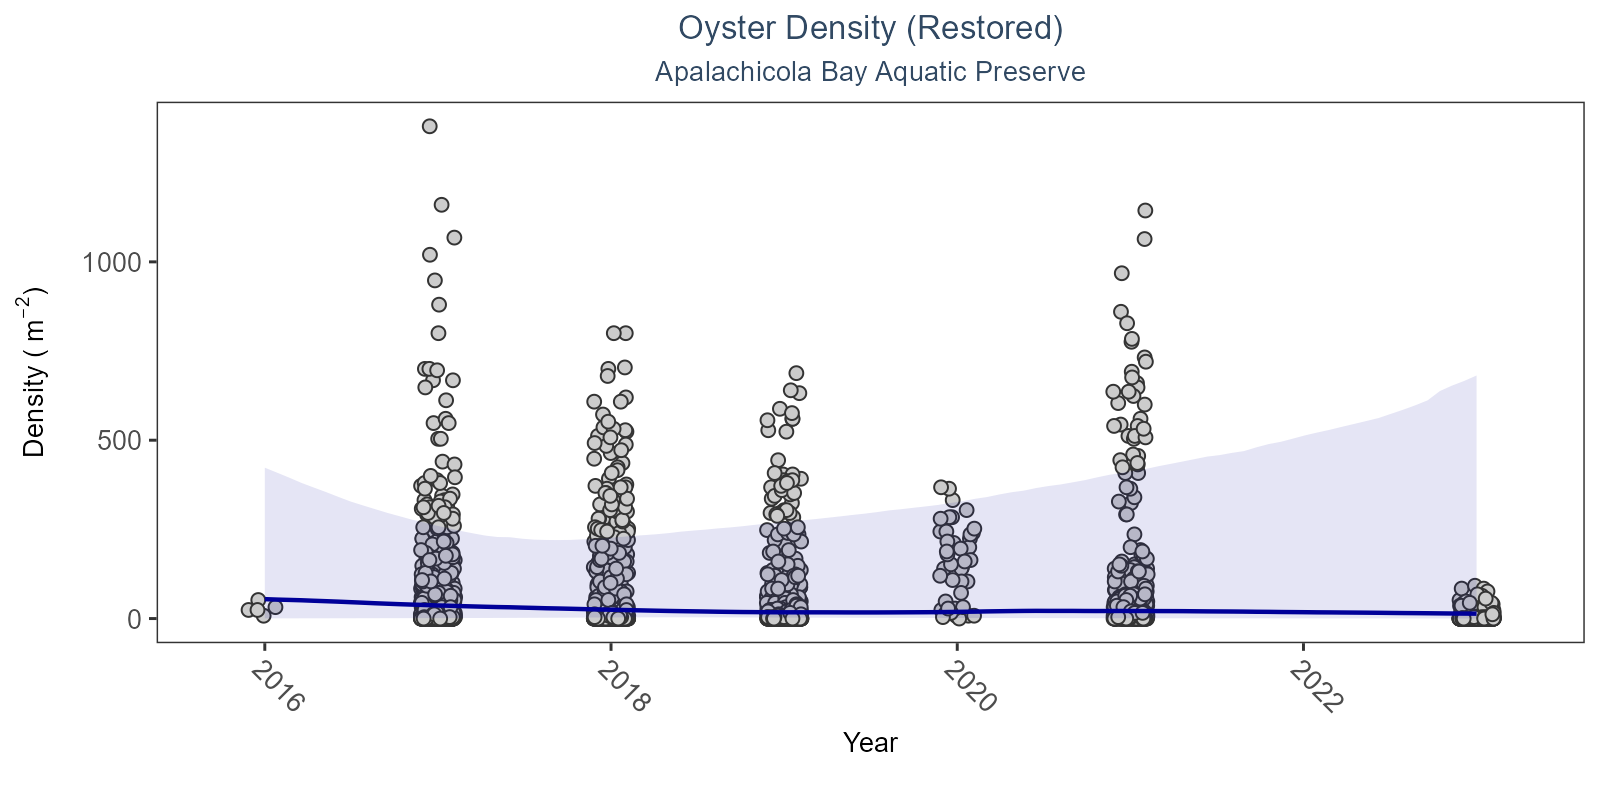 Oyster Density (Restored)
Apalachicola Bay Aquatic Preserve
Density ( m⁻²)
1000
500
0
2016
2018
2020
2022
Year